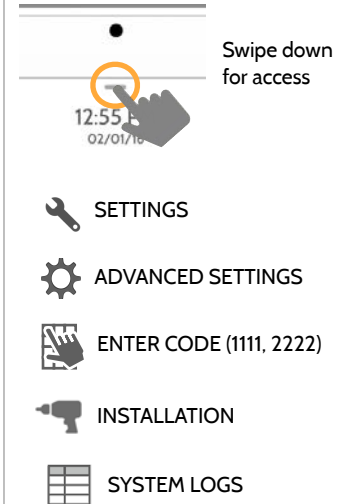 Swipe down
for access
12:55
02/01/1
SETTINGS
ADVANCED SETTINGS
ENTER CODE (1111, 2222)
INSTALLATION
SYSTEM LOGS